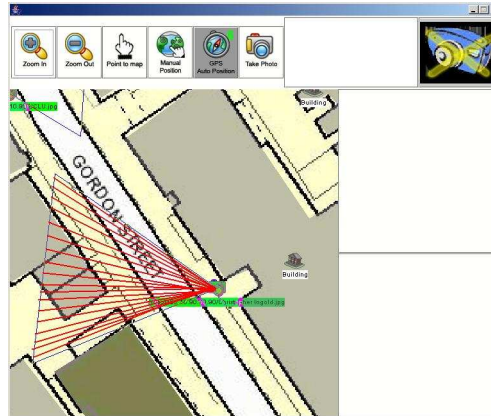 Zoom In
Zoom Out
Point to map
Manual
Position
GPS
Auto Position
Take Photo
Building
GORDON STREET
Building